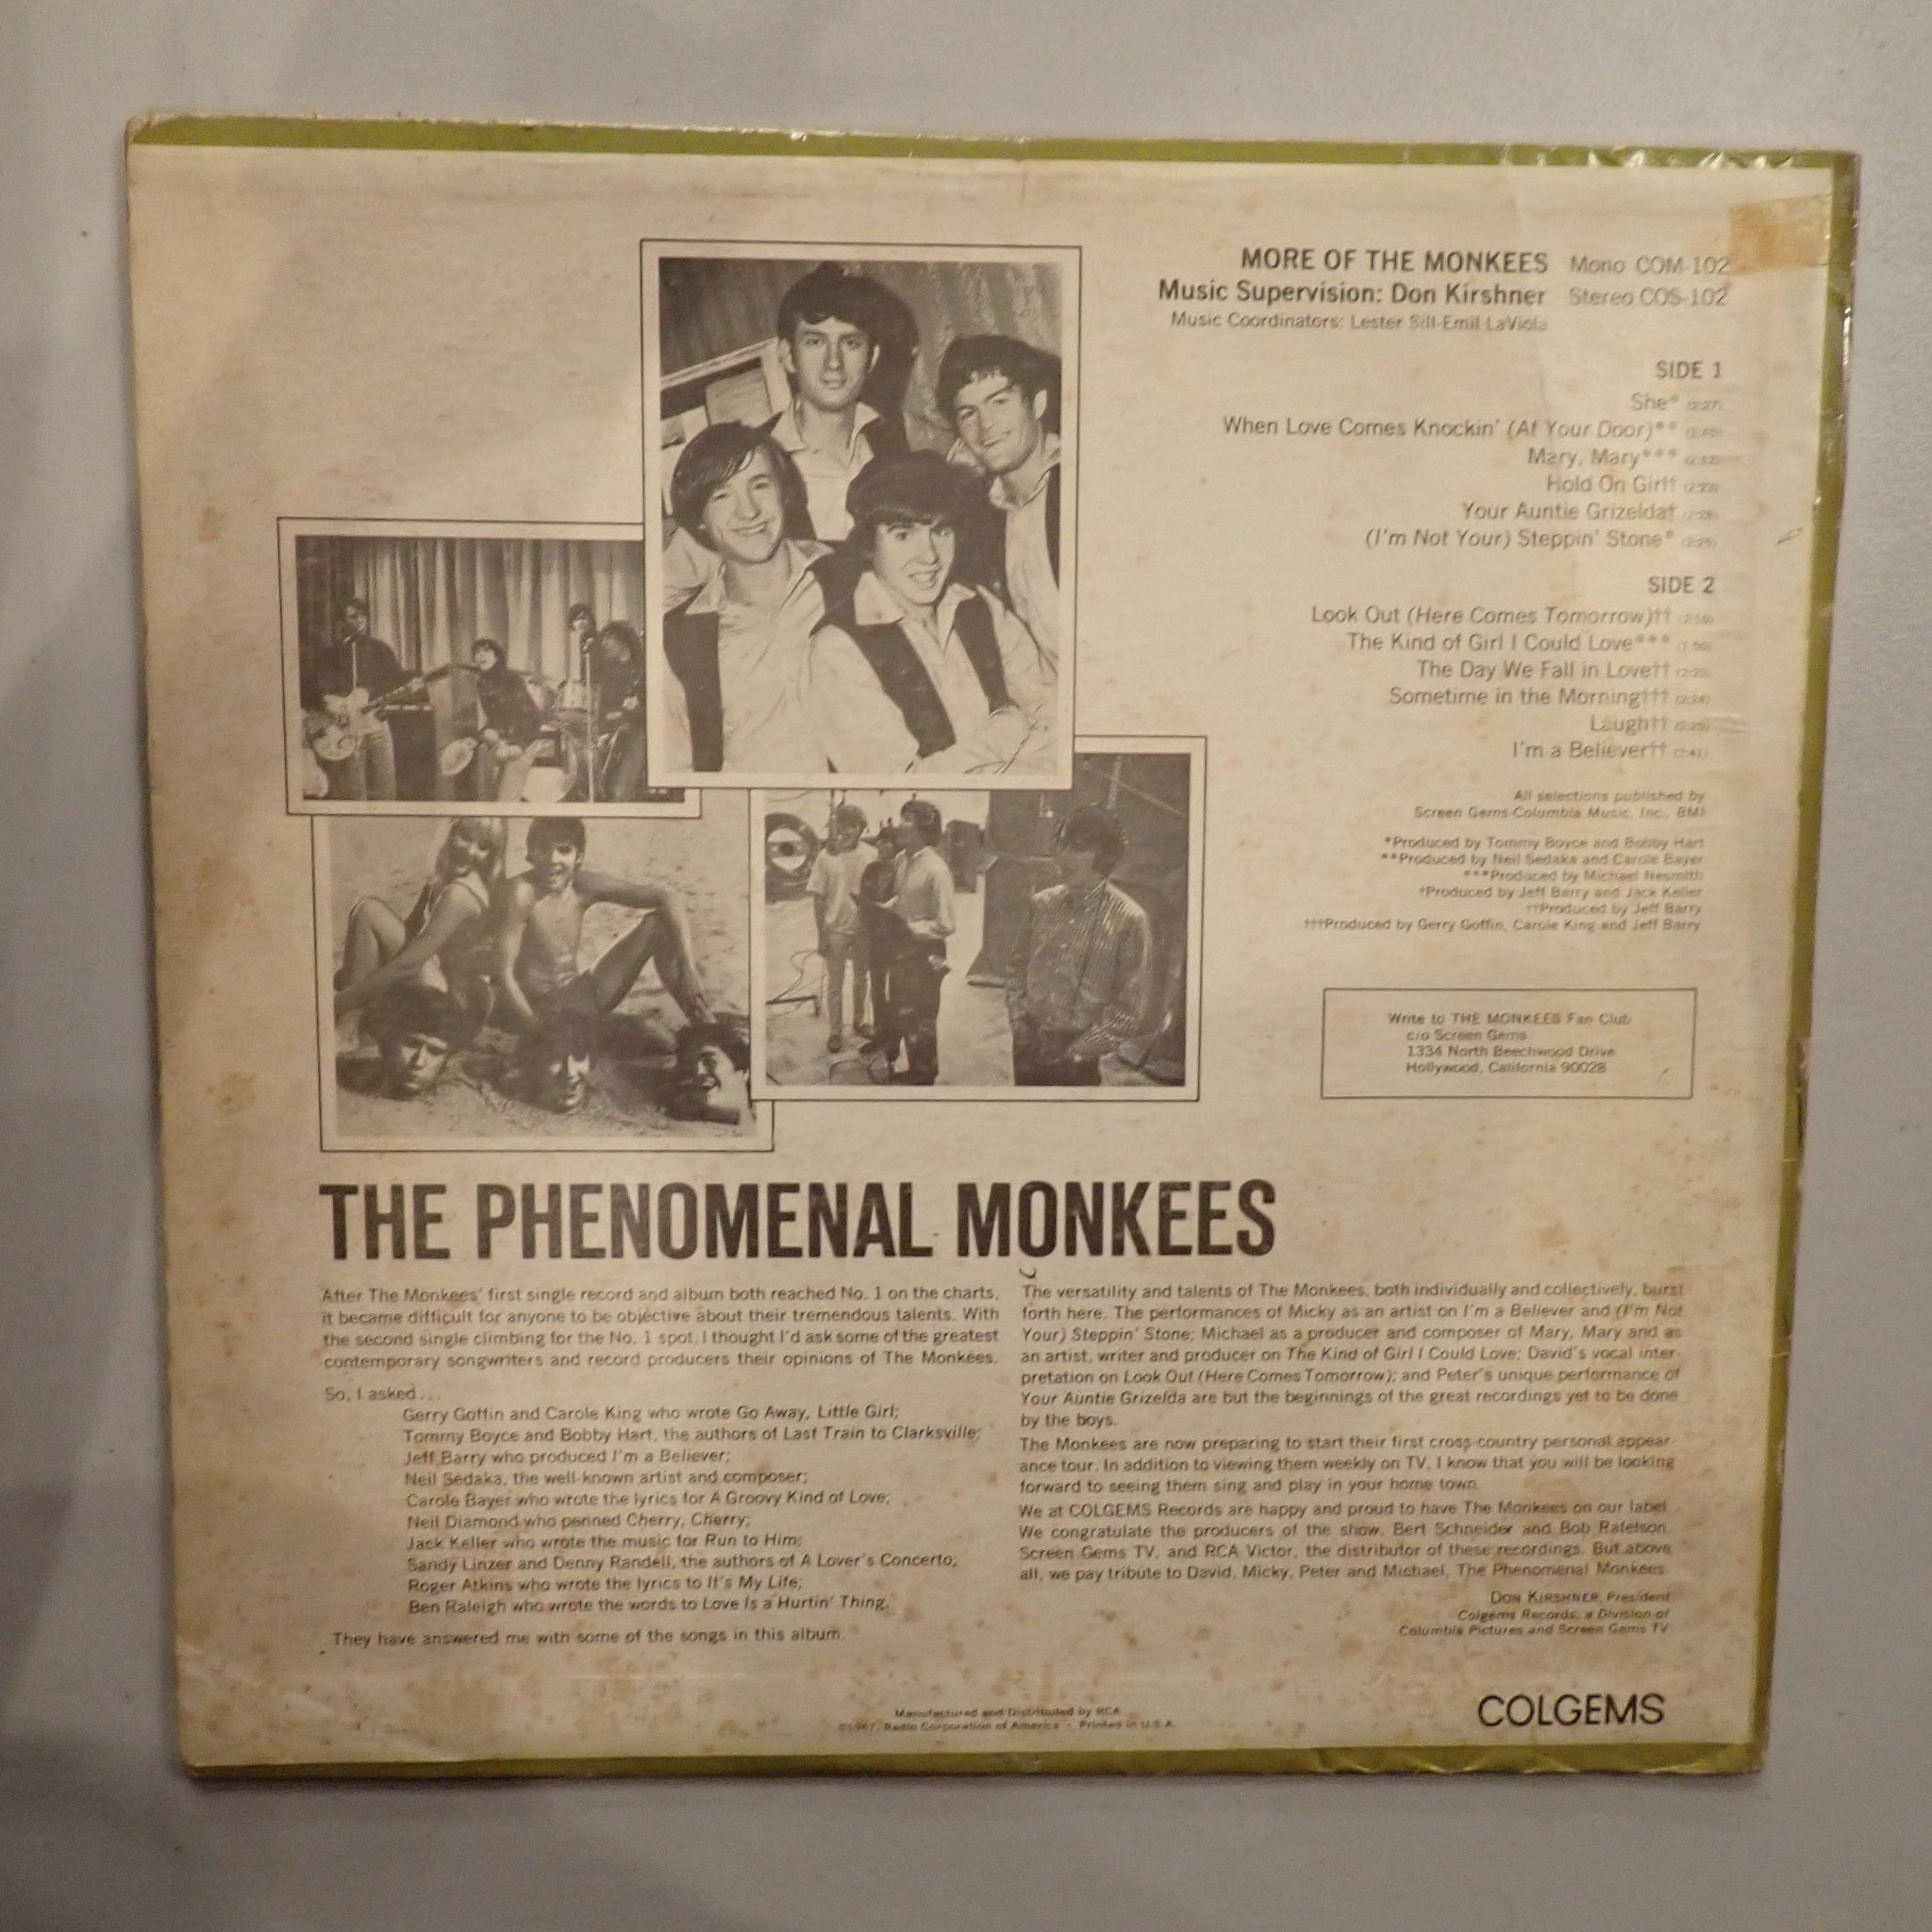 MORE OF THE MONKEES Mono COM-102
Music Supervision: Don Kirshner Stereo COS-102
Music Coordinators: Lester Sill-Emil LaViola
SIDE 1
She* (2:27)
When Love Comes Knockin' (At Your Door)**
Mary, Mary*** (2:12)
Hold On Girl†
Your Auntie Grizelda†
(I'm Not Your) Steppin' Stone* (2:25)
SIDE 2
Look Out (Here Comes Tomorrow)†† (2:10)
The Kind of Girl I Could Love*** (1:50)
The Day We Fall in Love††
Sometime in the Morning††† (2:24)
Laugh†† (2:25)
I'm a Believer†† (2:41)
All selections published by
Screen Gems-Columbia Music, Inc., BMI
*Produced by Tommy Boyce and Bobby Hart
**Produced by Neil Sedaka and Carole Bayer
***Produced by Michael Nesmith
†Produced by Jeff Barry and Jack Keller
††Produced by Jeff Barry
†††Produced by Gerry Goffin, Carole King and Jeff Barry
Write to THE MONKEES Fan Club
c/o Screen Gems
1334 North Beechwood Drive
Hollywood, California 90028
THE PHENOMENAL MONKEES
After The Monkees' first single record and album both reached No. 1 on the charts,
it became difficult for anyone to be objective about their tremendous talents. With
the second single climbing for the No. 1 spot, I thought I'd ask some of the greatest
contemporary songwriters and record producers their opinions of The Monkees.
So, I asked...
Gerry Goffin and Carole King who wrote Go Away, Little Girl;
Tommy Boyce and Bobby Hart, the authors of Last Train to Clarksville;
Jeff Barry who produced I'm a Believer;
Neil Sedaka, the well-known artist and composer;
Carole Bayer who wrote the lyrics for A Groovy Kind of Love;
Neil Diamond who penned Cherry, Cherry;
Jack Keller who wrote the music for Run to Him;
Sandy Linzer and Denny Randell, the authors of A Lover's Concerto;
Roger Atkins who wrote the lyrics to It's My Life;
Ben Raleigh who wrote the words to Love Is a Hurtin' Thing.
They have answered me with some of the songs in this album.
The versatility and talents of The Monkees, both individually and collectively, burst
forth here. The performances of Micky as an artist on I'm a Believer and (I'm Not
Your) Steppin' Stone; Michael as a producer and composer of Mary, Mary and as
an artist, writer and producer on The Kind of Girl I Could Love; David's vocal inter-
pretation on Look Out (Here Comes Tomorrow); and Peter's unique performance of
Your Auntie Grizelda are but the beginnings of the great recordings yet to be done
by the boys.
The Monkees are now preparing to start their first cross-country personal appear-
ance tour. In addition to viewing them weekly on TV, I know that you will be looking
forward to seeing them sing and play in your home town.
We at COLGEMS Records are happy and proud to have The Monkees on our label.
We congratulate the producers of the show, Bert Schneider and Bob Rafelson,
Screen Gems TV, and RCA Victor, the distributor of these recordings. But above
all, we pay tribute to David, Micky, Peter and Michael, The Phenomenal Monkees.
DON KIRSHNER, President
Colgems Records, a Division of
Columbia Pictures and Screen Gems TV
Manufactured and Distributed by RCA
©1967, Radio Corporation of America • Printed in U.S.A.
COLGEMS